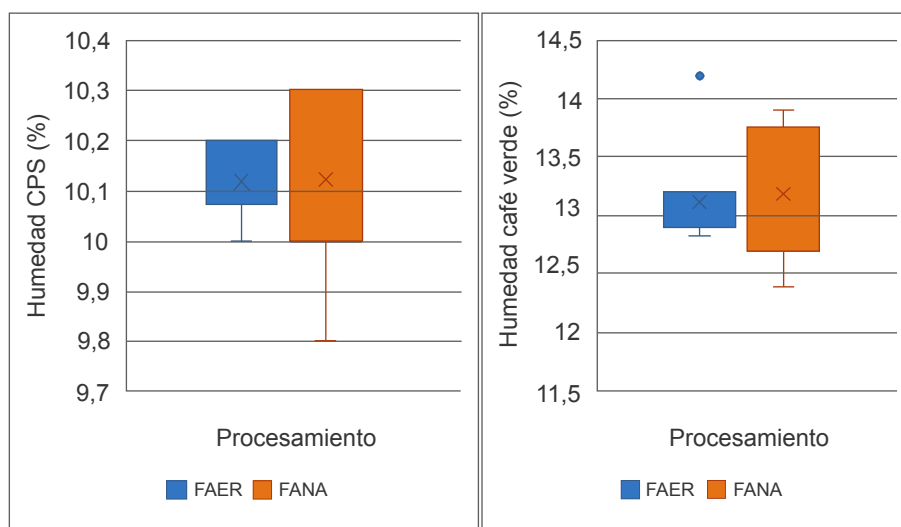 Humedad CPS (%)
10,4
10,3
10,2
10,1
10
9,9
9,8
9,7
Procesamiento
FAER FANA
Humedad café verde (%)
14,5
14
13,5
13
12,5
12
11,5
Procesamiento
FAER FANA